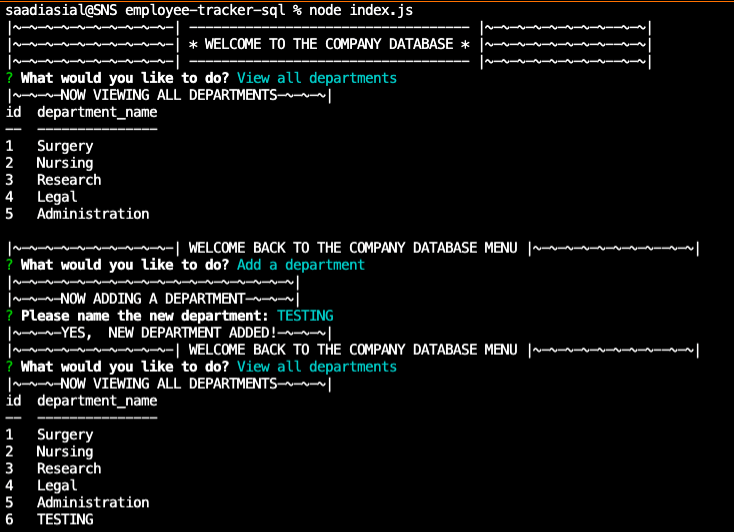 saadiasial@SNS employee-tracker-sql % node index.js
|~~~~~~~~~~~~~~~~~~~~| ----------------------------------- |~~~~~~~~~~~~~~~~~~~~|
|~~~~~~~~~~~~~~~~~~~~| * WELCOME TO THE COMPANY DATABASE * |~~~~~~~~~~~~~~~~~~~~|
|~~~~~~~~~~~~~~~~~~~~| ----------------------------------- |~~~~~~~~~~~~~~~~~~~~|
? What would you like to do? View all departments
|~~~~~~NOW VIEWING ALL DEPARTMENTS~~~~~~|
id  department_name
--  ---------------
1   Surgery
2   Nursing
3   Research
4   Legal
5   Administration
|~~~~~~~~~~~~~~~~~~~~| WELCOME BACK TO THE COMPANY DATABASE MENU |~~~~~~~~~~~~~~~~~~~~|
? What would you like to do? Add a department
|~~~~~~~~~~~~~~~~~~~~~~~~~~~~~~~~~~~|
|~~~~~~NOW ADDING A DEPARTMENT~~~~~~|
? Please name the new department: TESTING
|~~~~~~YES,  NEW DEPARTMENT ADDED!~~~~~~|
|~~~~~~~~~~~~~~~~~~~~| WELCOME BACK TO THE COMPANY DATABASE MENU |~~~~~~~~~~~~~~~~~~~~|
? What would you like to do? View all departments
|~~~~~~NOW VIEWING ALL DEPARTMENTS~~~~~~|
id  department_name
--  ---------------
1   Surgery
2   Nursing
3   Research
4   Legal
5   Administration
6   TESTING